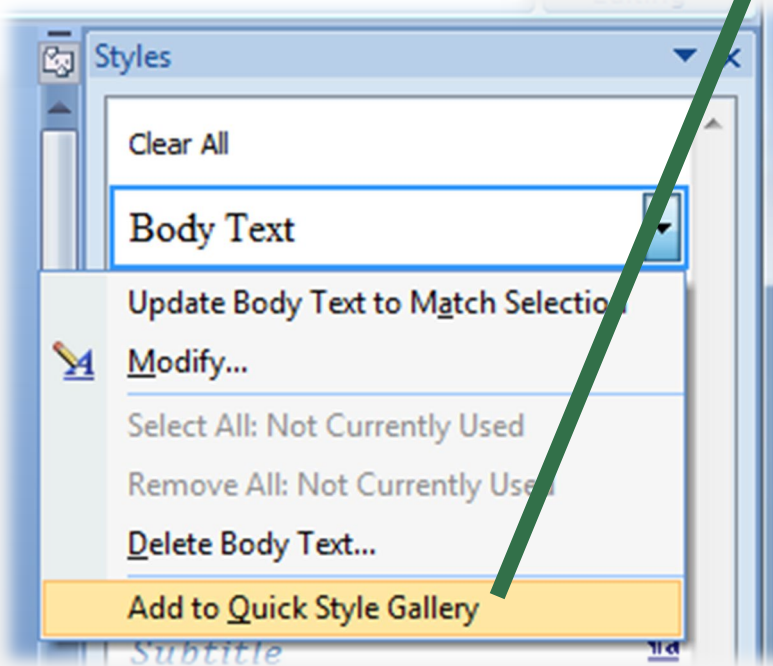 Styles
Clear All
Body Text
Update Body Text to Match Selection
Modify...
Select All: Not Currently Used
Remove All: Not Currently Used
Delete Body Text...
Add to Quick Style Gallery
Subtitle ¶a